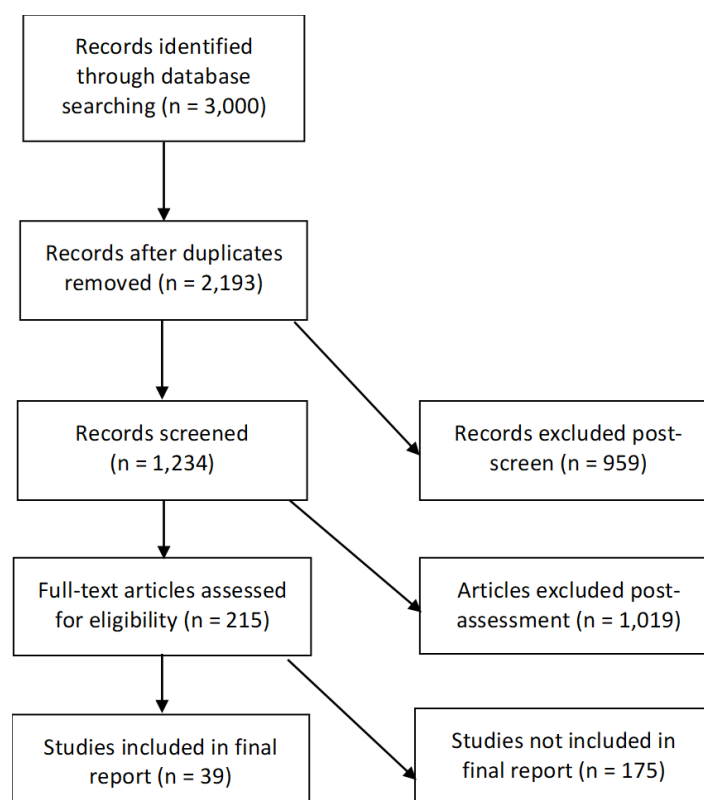 Records identified
through database
searching (n = 3,000)
Records after duplicates
removed (n = 2,193)
Records screened
(n = 1,234)
Records excluded post-
screen (n = 959)
Full-text articles assessed
for eligibility (n = 215)
Articles excluded post-
assessment (n = 1,019)
Studies included in final
report (n = 39)
Studies not included in
final report (n = 175)